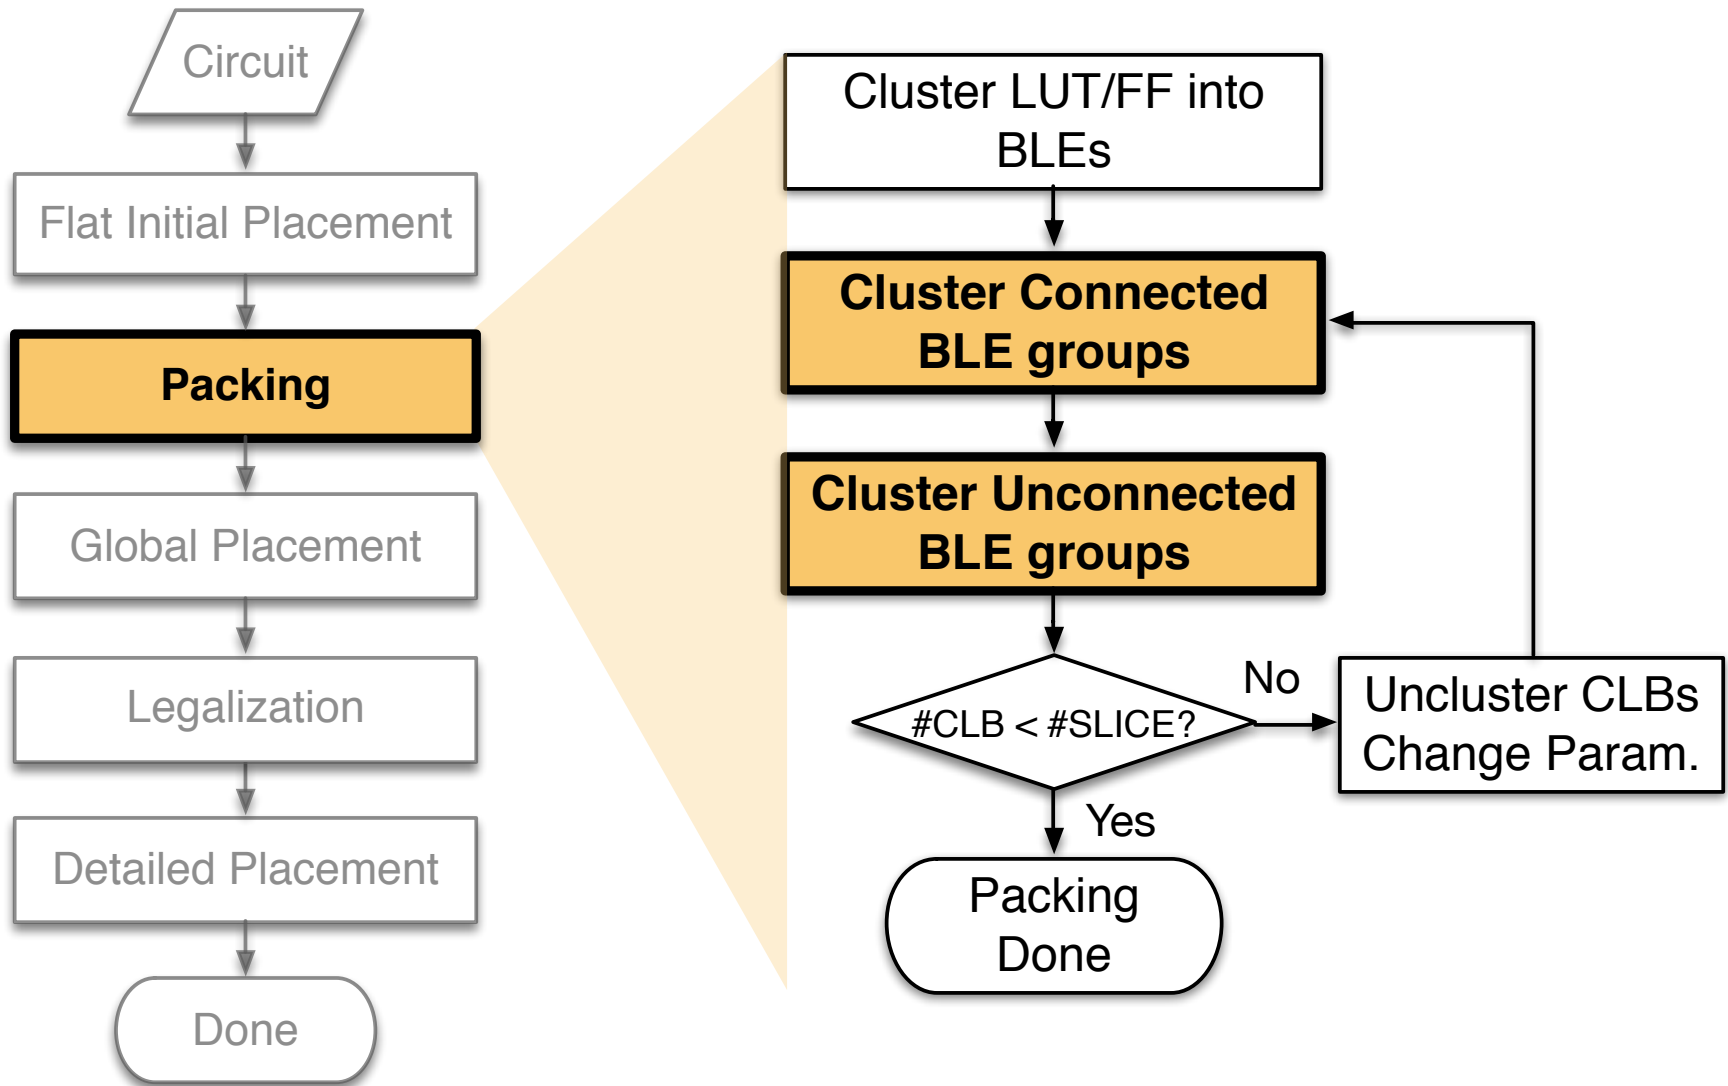 Circuit
Flat Initial Placement
Packing
Global Placement
Legalization
Detailed Placement
Done
Cluster LUT/FF into
BLEs
Cluster Connected
BLE groups
Cluster Unconnected
BLE groups
#CLB < #SLICE?
No
Uncluster CLBs
Change Param.
Yes
Packing
Done